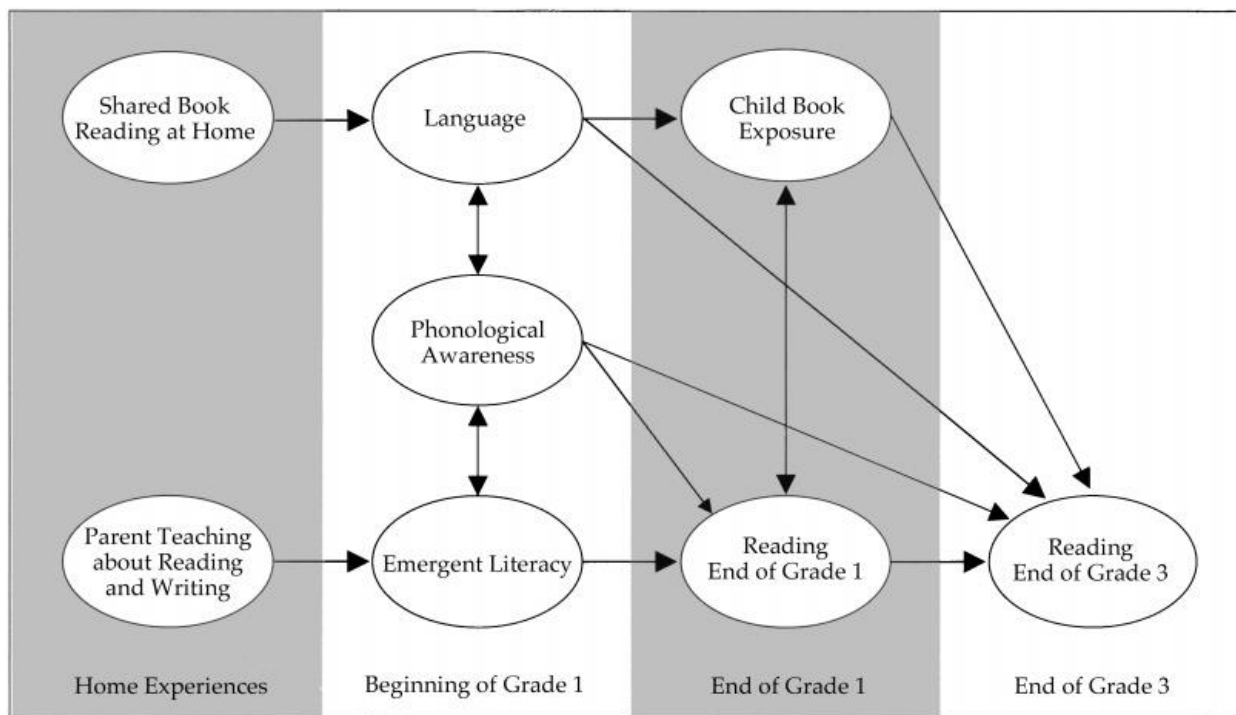 Shared Book
Reading at Home
Language
Child Book
Exposure
Phonological
Awareness
Parent Teaching
about Reading
and Writing
Emergent Literacy
Reading
End of Grade 1
Reading
End of Grade 3
Home Experiences
Beginning of Grade 1
End of Grade 1
End of Grade 3